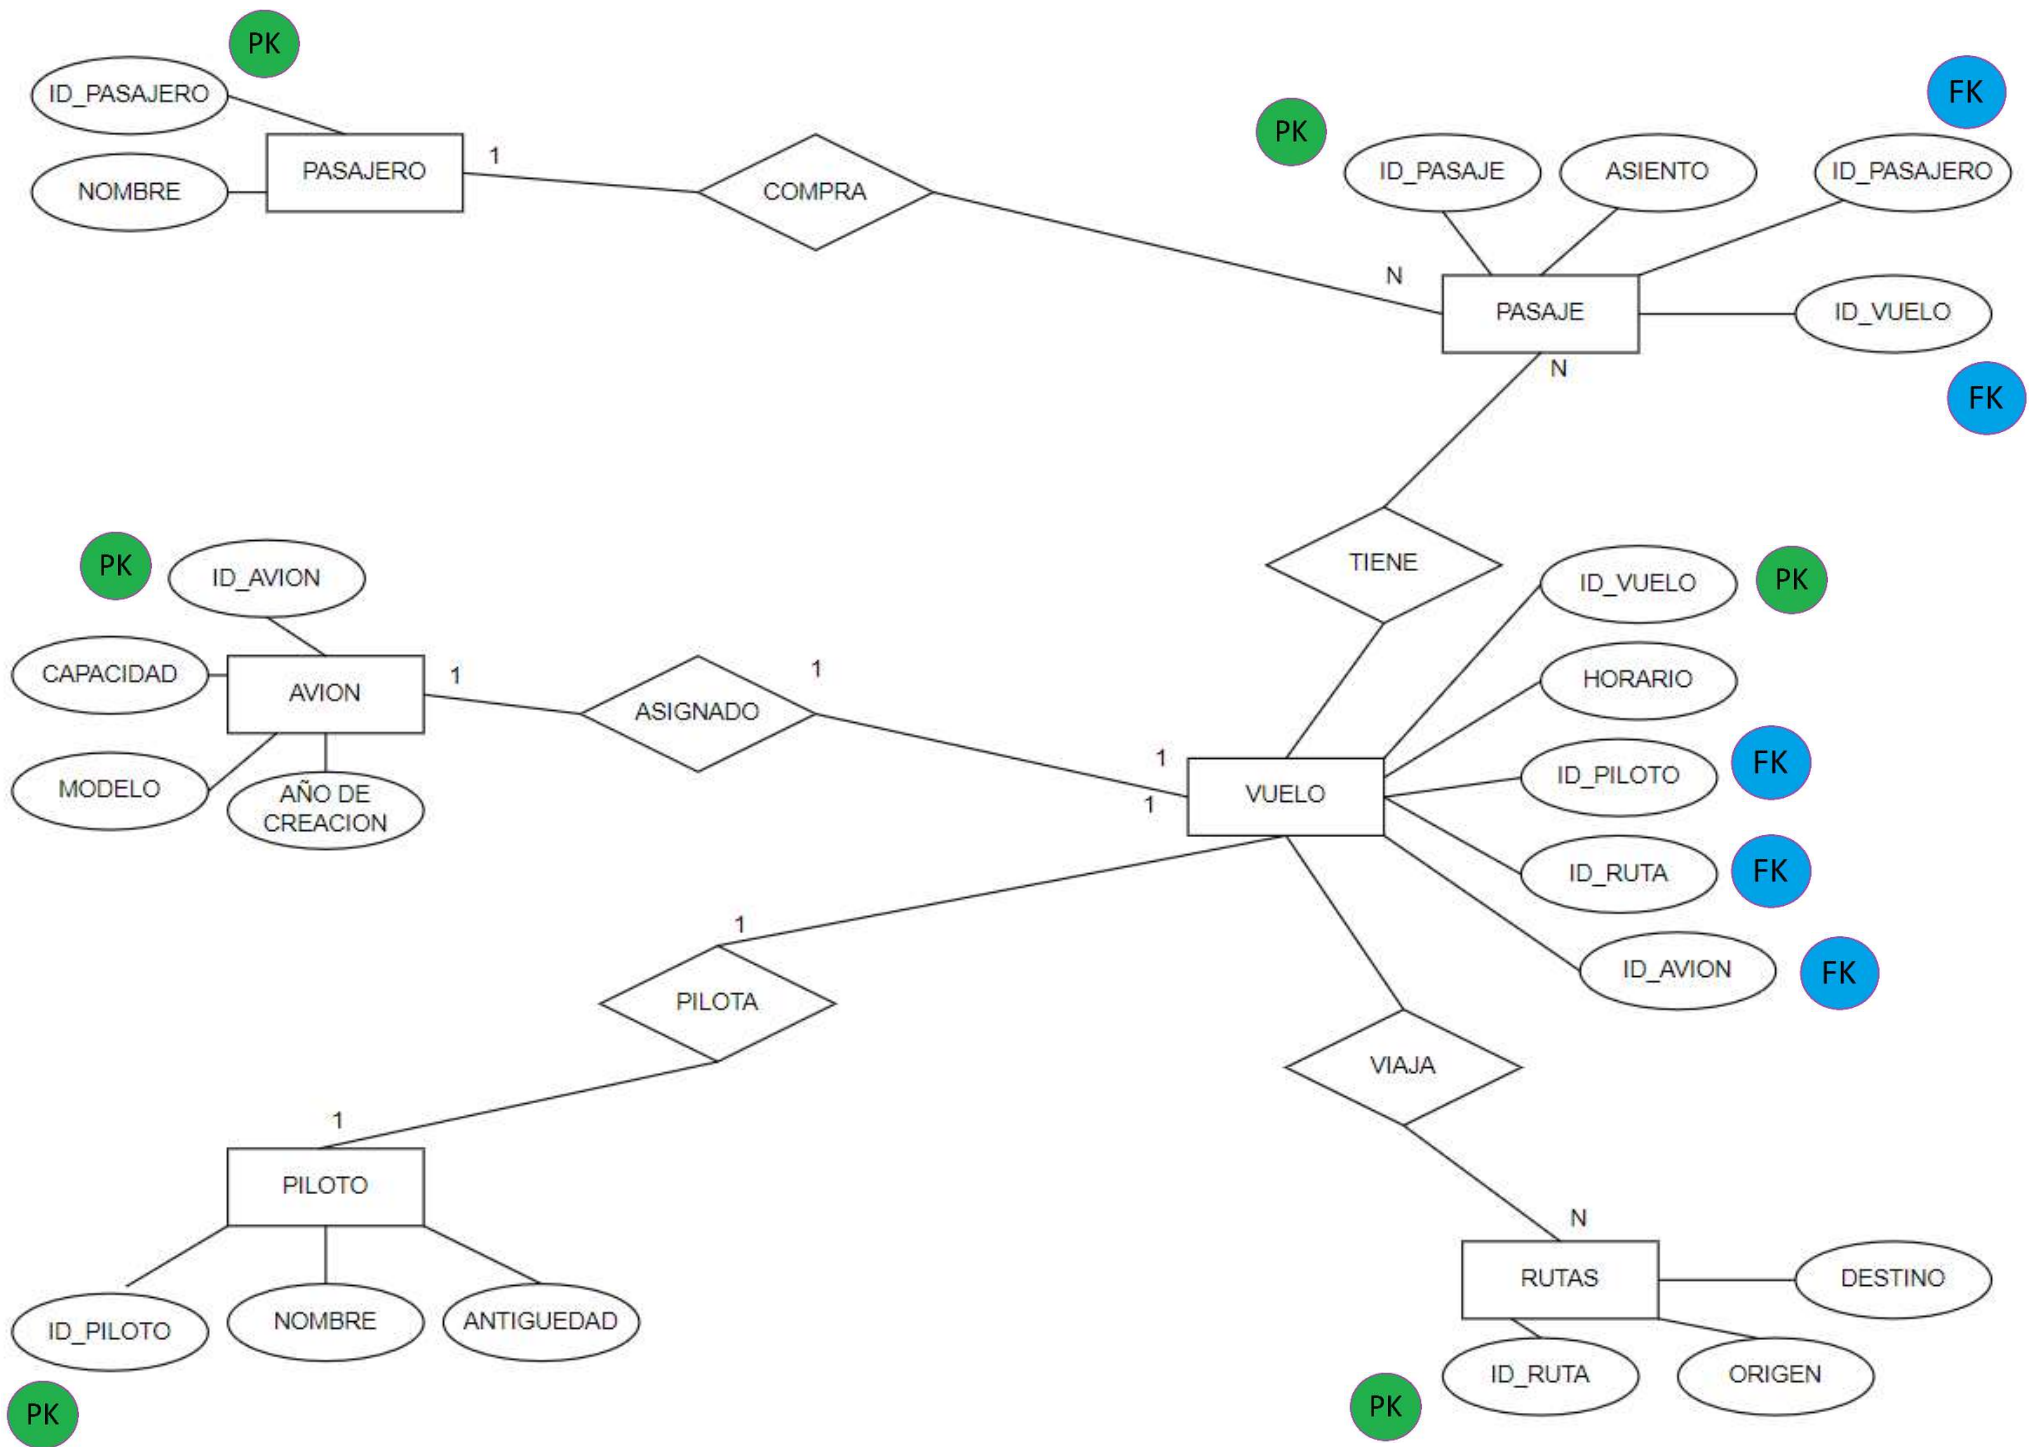 PK
ID_PASAJERO
NOMBRE
PASAJERO
1
COMPRA
N
PK
FK
ID_PASAJE
ASIENTO
ID_PASAJERO
PASAJE
ID_VUELO
N
FK
TIENE
PK
ID_AVION
CAPACIDAD
AVION
MODELO
AÑO DE
CREACION
1
ASIGNADO
1
1
1
VUELO
ID_VUELO
PK
HORARIO
ID_PILOTO
FK
ID_RUTA
FK
ID_AVION
FK
1
PILOTA
1
PILOTO
ID_PILOTO
NOMBRE
ANTIGUEDAD
PK
VIAJA
N
RUTAS
DESTINO
ID_RUTA
ORIGEN
PK